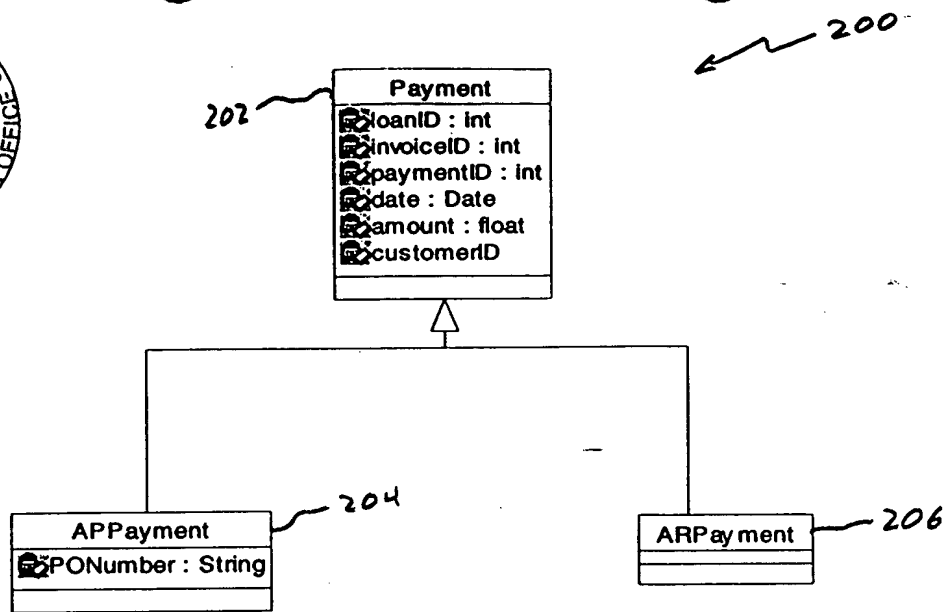 200
202
Payment
loanID : int
invoiceID : int
paymentID : int
date : Date
amount : float
customerID
OFFICE
204
APPayment
PONumber : String
206
ARPayment